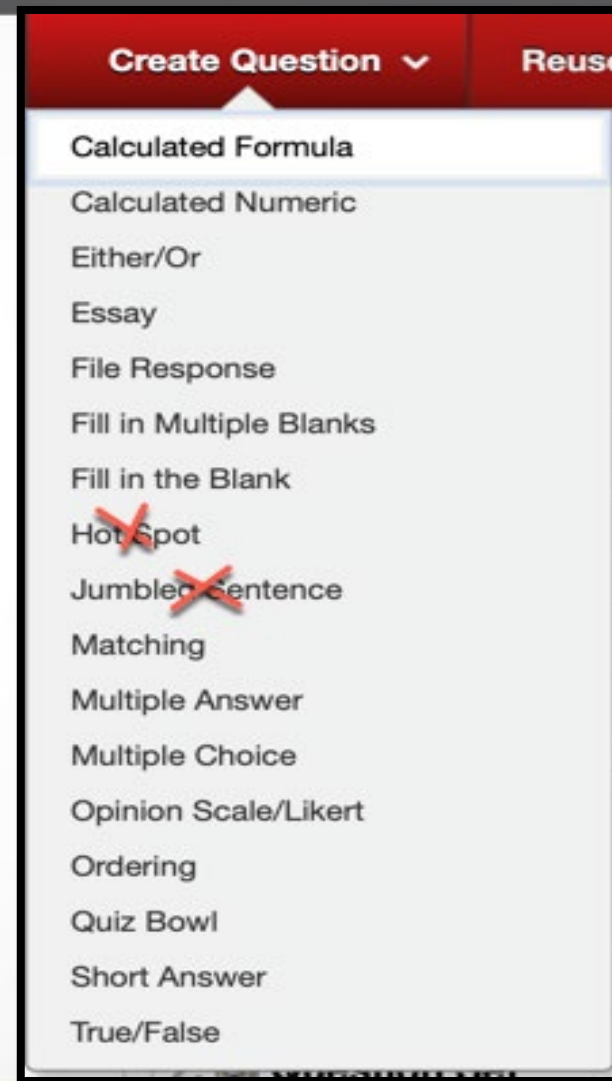 Create Question Reuse
Calculated Formula
Calculated Numeric
Either/Or
Essay
File Response
Fill in Multiple Blanks
Fill in the Blank
Hot Spot
Jumbled Sentence
Matching
Multiple Answer
Multiple Choice
Opinion Scale/Likert
Ordering
Quiz Bowl
Short Answer
True/False